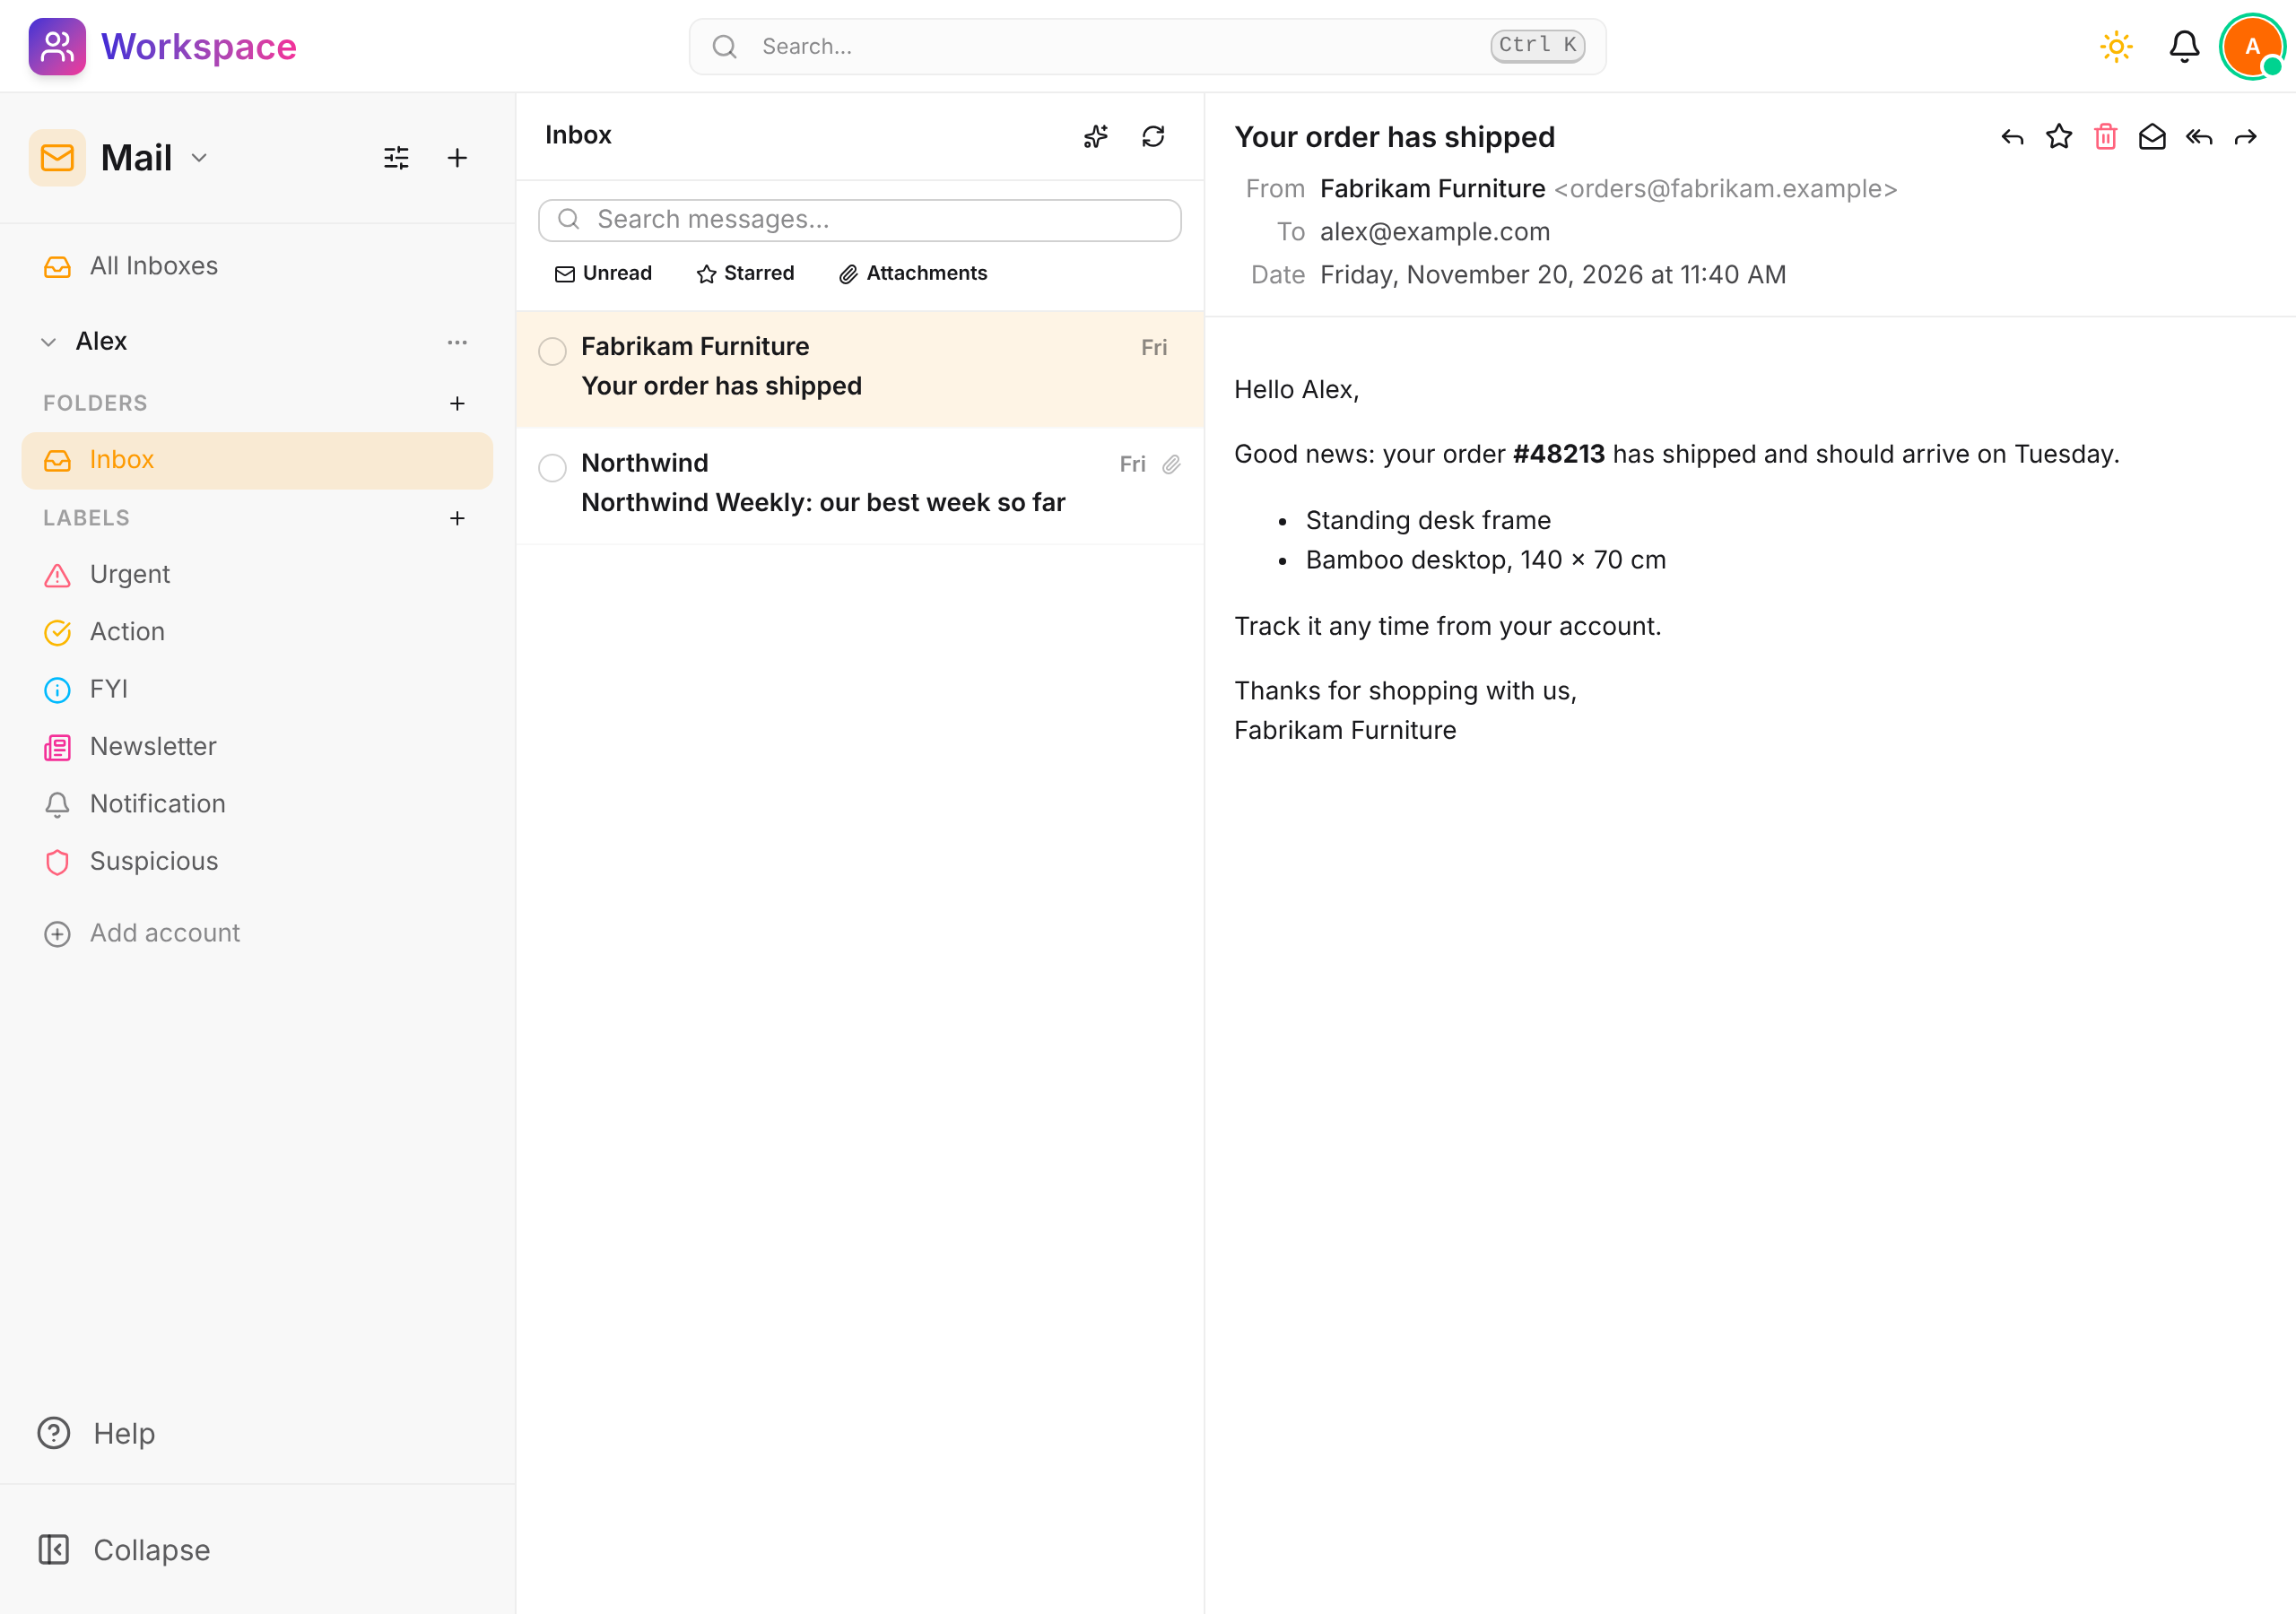 Workspace
Search...
Ctrl K
A
Mail
All Inboxes
Alex
FOLDERS
Inbox
LABELS
Urgent
Action
FYI
Newsletter
Notification
Suspicious
Add account
Help
Collapse
Inbox
Search messages...
Unread
Starred
Attachments
Fabrikam Furniture
Fri
Your order has shipped
Northwind
Fri
Northwind Weekly: our best week so far
Your order has shipped
From Fabrikam Furniture <orders@fabrikam.example>
To alex@example.com
Date Friday, November 20, 2026 at 11:40 AM
Hello Alex,
Good news: your order #48213 has shipped and should arrive on Tuesday.
• Standing desk frame
• Bamboo desktop, 140 × 70 cm
Track it any time from your account.
Thanks for shopping with us,
Fabrikam Furniture